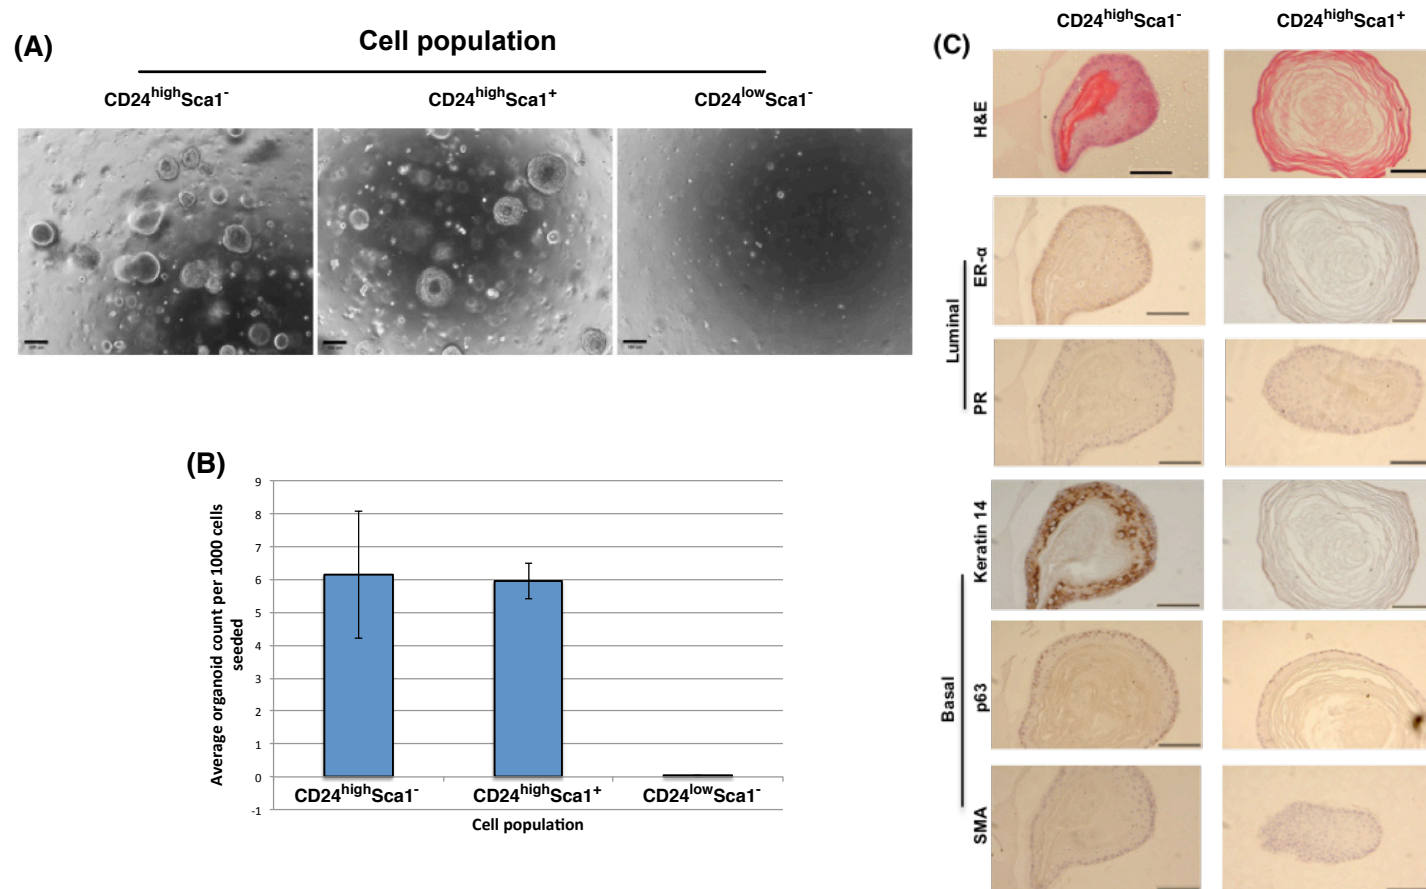 (A)
Cell population
CD24highSca1-
CD24highSca1+
CD24lowSca1-
(B)
Average organoid count per 1000 cells
seeded
9
8
7
6
5
4
3
2
1
0
-1
CD24highSca1-
CD24highSca1+
CD24lowSca1-
Cell population
(C)
CD24highSca1-
CD24highSca1+
H&E
Luminal
ER-α
PR
Basal
Keratin 14
p63
SMA